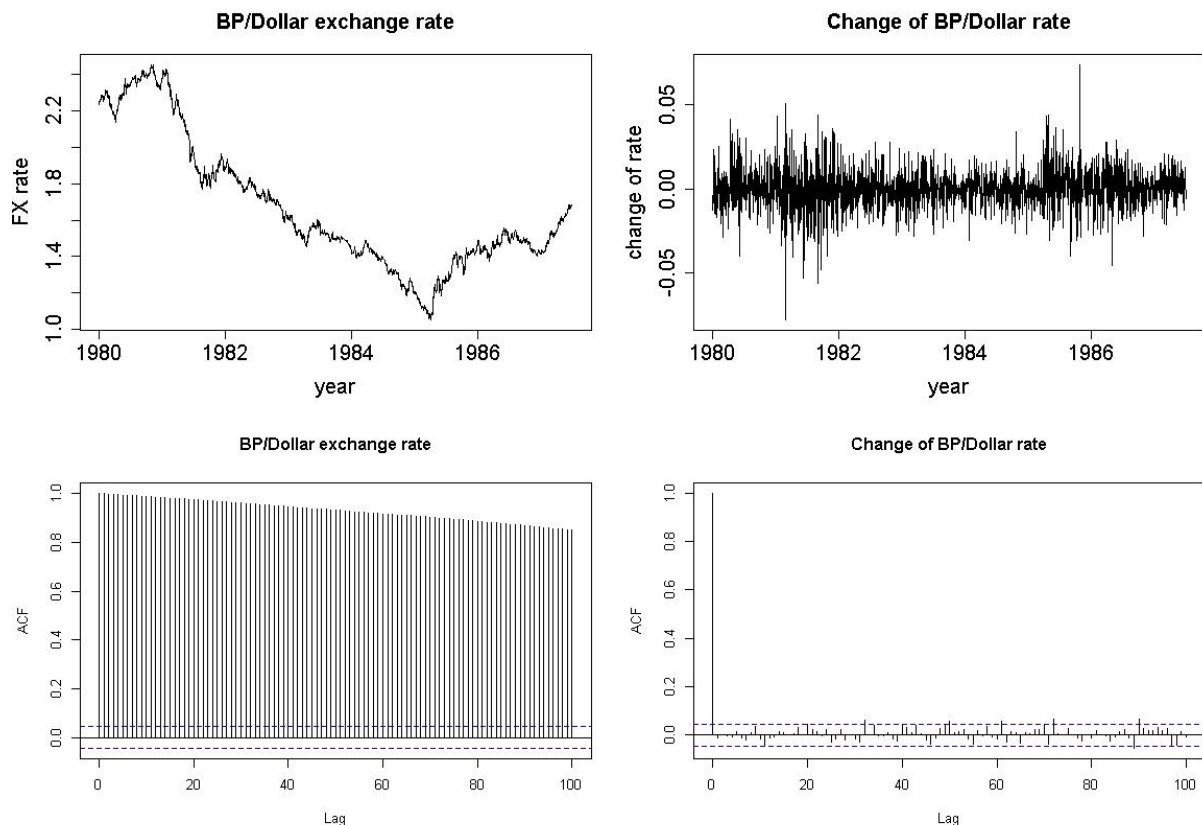 BP/Dollar exchange rate
FX rate
2.2
1.8
1.4
1.0
1980 1982 1984 1986
year
Change of BP/Dollar rate
change of rate
0.05
0.00
-0.05
1980 1982 1984 1986
year
BP/Dollar exchange rate
ACF
1.0
0.8
0.6
0.4
0.2
0.0
0 20 40 60 80 100
Lag
Change of BP/Dollar rate
ACF
1.0
0.8
0.6
0.4
0.2
0.0
0 20 40 60 80 100
Lag